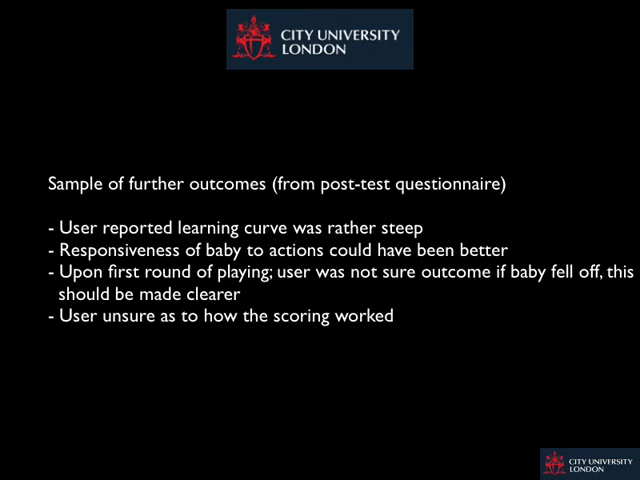 CITY UNIVERSITY
LONDON
Sample of further outcomes (from post-test questionnaire)
- User reported learning curve was rather steep
- Responsiveness of baby to actions could have been better
- Upon first round of playing; user was not sure outcome if baby fell off, this
should be made clearer
- User unsure as to how the scoring worked
CITY UNIVERSITY
LONDON